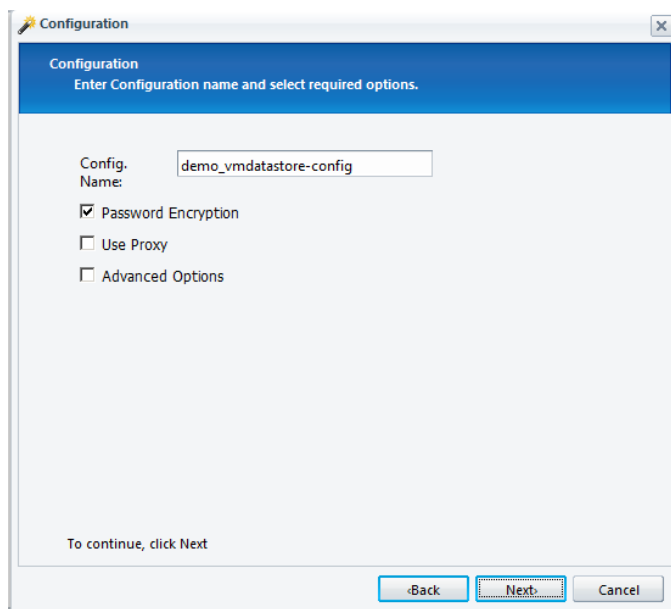 Configuration
Configuration
Enter Configuration name and select required options.
Config.
Name:
demo_vmdatastore-config
Password Encryption
Use Proxy
Advanced Options
To continue, click Next
‹Back
Next›
Cancel